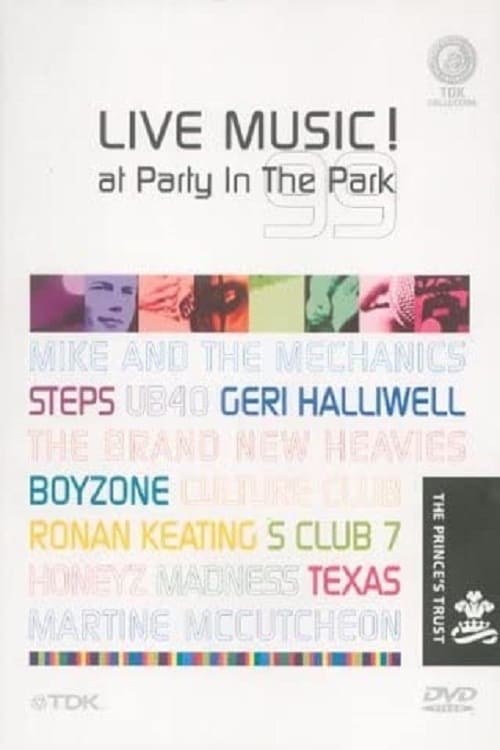 TDK
COLLECTION
LIVE MUSIC!
at Party In The Park
99
MIKE AND THE MECHANICS
STEPS UB40 GERI HALLIWELL
THE BRAND NEW HEAVIES
BOYZONE CULTURE CLUB
RONAN KEATING S CLUB 7
HONEYZ MADNESS TEXAS
MARTINE MCCUTCHEON
THE PRINCE'S TRUST
TDK
DVD
VIDEO